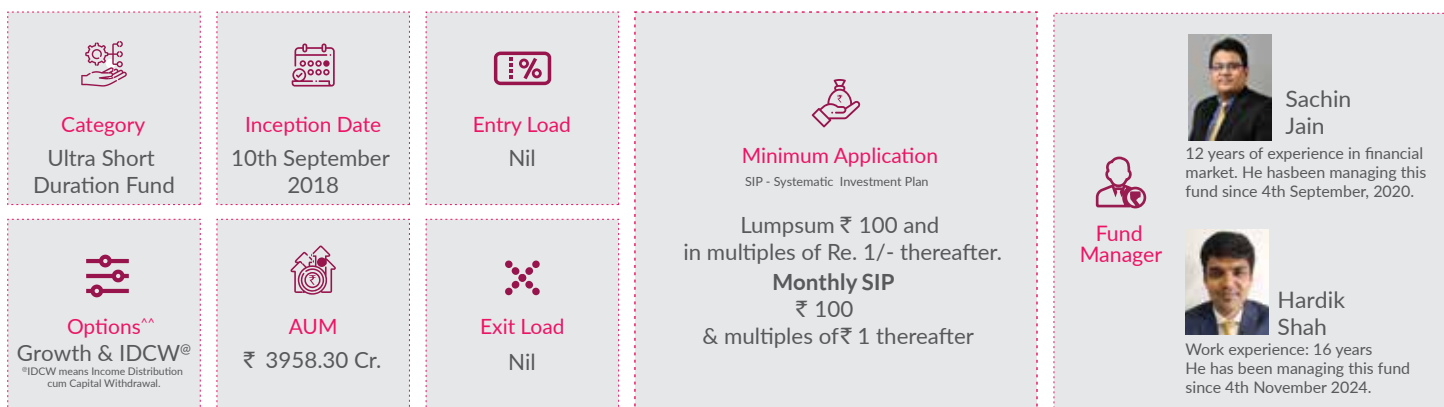 Category
Ultra Short
Duration Fund
Inception Date
10th September
2018
Entry Load
Nil
Options^^
Growth & IDCW@
@IDCW means Income Distribution
cum Capital Withdrawal.
AUM
₹ 3958.30 Cr.
Exit Load
Nil
Minimum Application
SIP - Systematic Investment Plan
Lumpsum ₹ 100 and
in multiples of Re. 1/- thereafter.
Monthly SIP
₹ 100
& multiples of₹ 1 thereafter
Fund
Manager
Sachin
Jain
12 years of experience in financial
market. He hasbeen managing this
fund since 4th September, 2020.
Hardik
Shah
Work experience: 16 years
He has been managing this fund
since 4th November 2024.